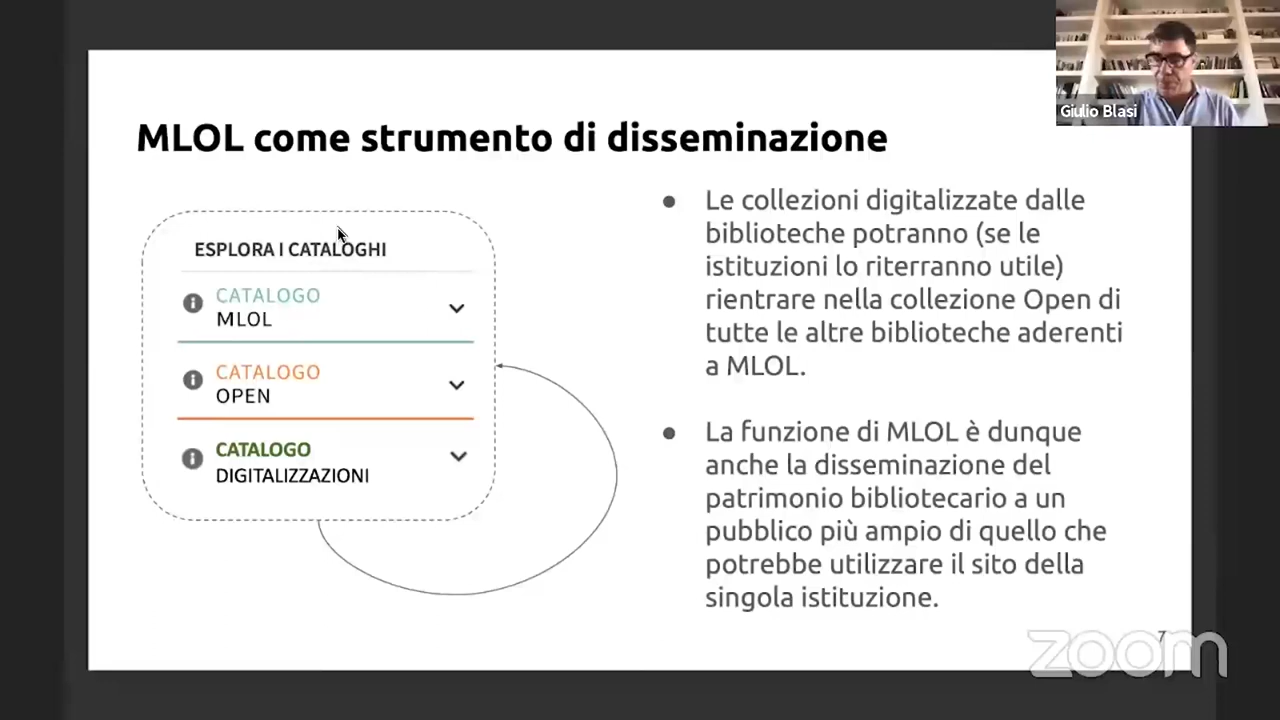 Giulio Blasi
MLOL come strumento di disseminazione
ESPLORA I CATALOGHI
CATALOGO
MLOL
CATALOGO
OPEN
CATALOGO
DIGITALIZZAZIONI
● Le collezioni digitalizzate dalle
biblioteche potranno (se le
istituzioni lo riterranno utile)
rientrare nella collezione Open di
tutte le altre biblioteche aderenti
a MLOL.
● La funzione di MLOL è dunque
anche la disseminazione del
patrimonio bibliotecario a un
pubblico più ampio di quello che
potrebbe utilizzare il sito della
singola istituzione.
7
zoom